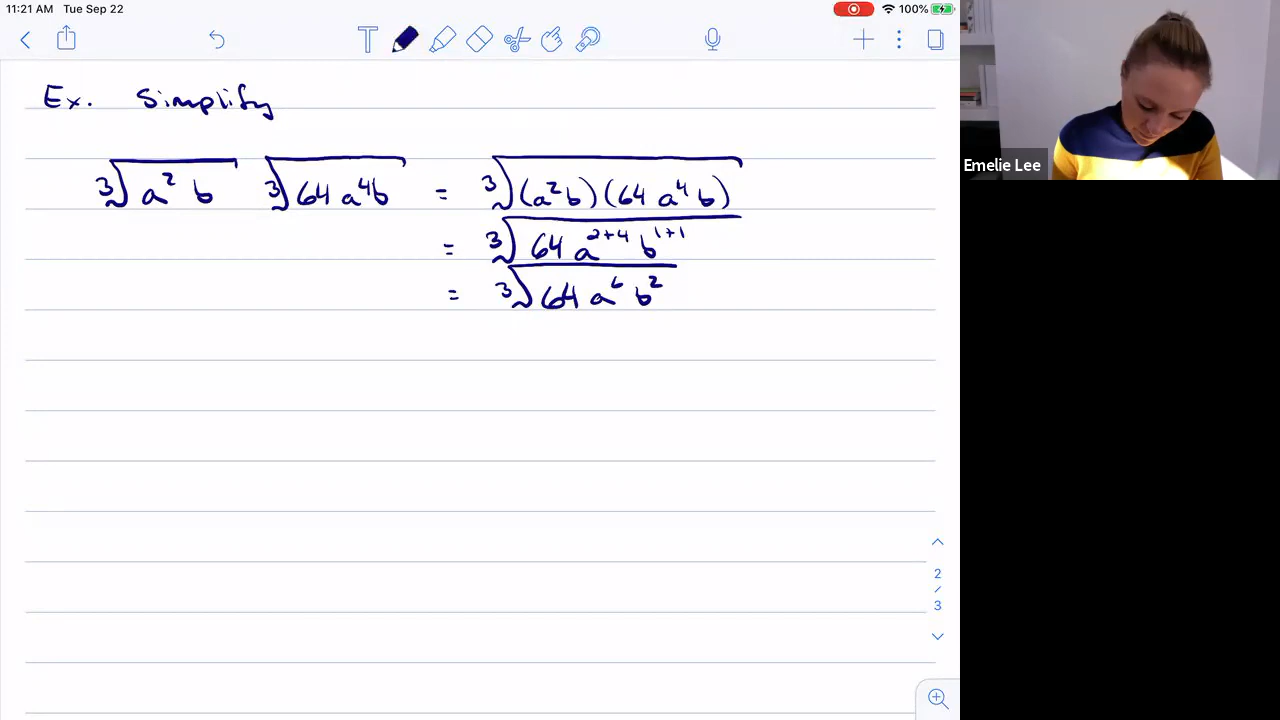 11:21 AM Tue Sep 22
100%
T
Ex. Simplify
∛(a²b) ∛(64a⁴b) = ∛((a²b)(64a⁴b))
= ∛(64a²⁺⁴b¹⁺¹)
= ∛(64a⁶b²)
Emelie Lee
2
/
3